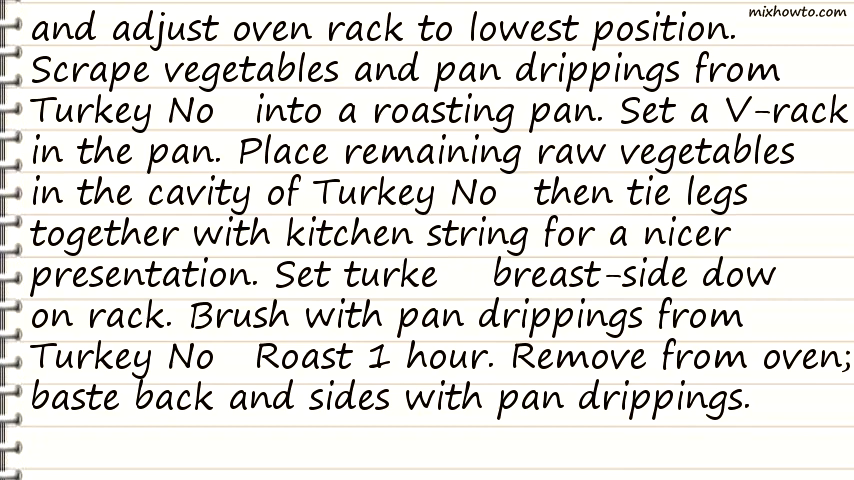 mixhowto.com
and adjust oven rack to lowest position.
Scrape vegetables and pan drippings from
Turkey No into a roasting pan. Set a V-rack
in the pan. Place remaining raw vegetables
in the cavity of Turkey No then tie legs
together with kitchen string for a nicer
presentation. Set turke breast-side dow
on rack. Brush with pan drippings from
Turkey No Roast 1 hour. Remove from oven;
baste back and sides with pan drippings.